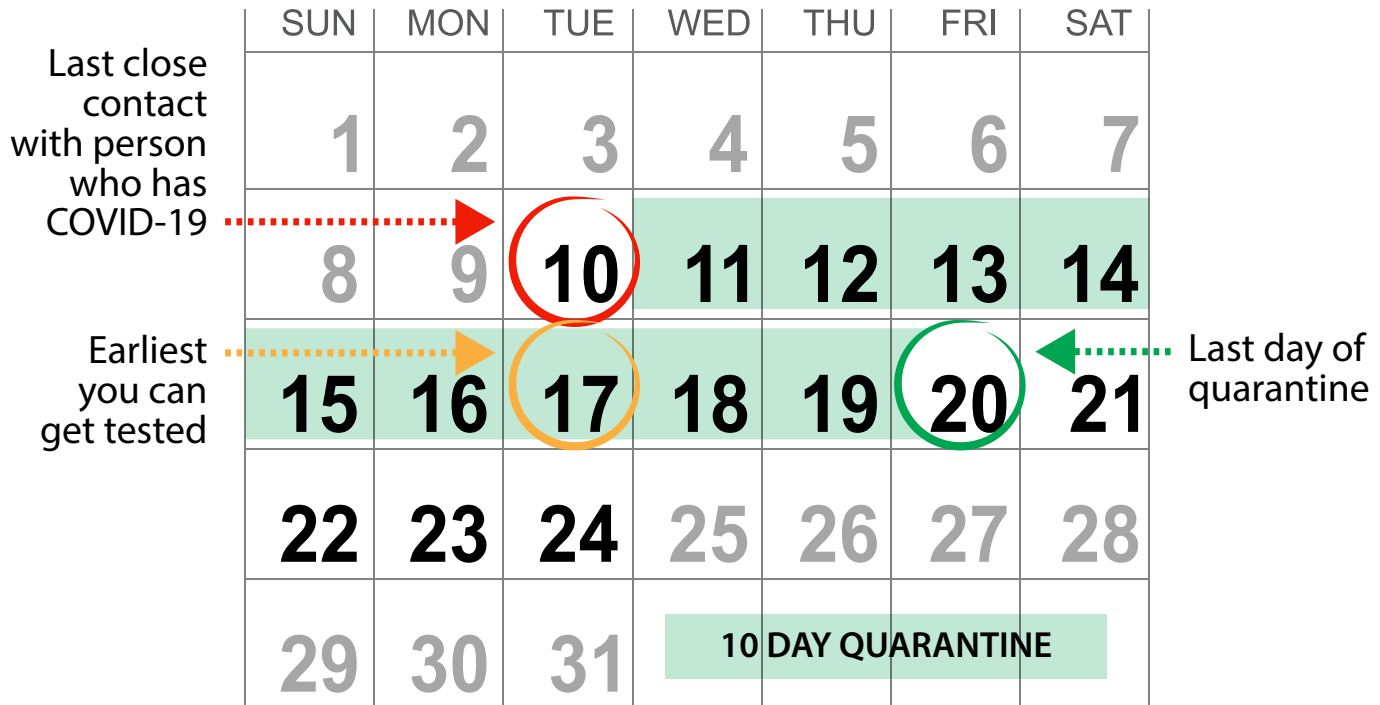 SUN MON TUE WED THU FRI SAT
Last close
contact
with person
who has
COVID-19
1 2 3 4 5 6 7
8 9 10 11 12 13 14
Earliest
you can
get tested
15 16 17 18 19 20 21
Last day of
quarantine
22 23 24 25 26 27 28
29 30 31
10 DAY QUARANTINE